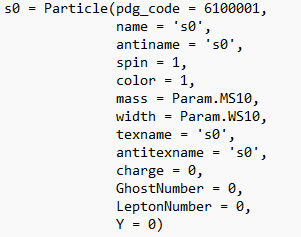 s0 = Particle(pdg_code = 6100001,
name = 's0',
antiname = 's0',
spin = 1,
color = 1,
mass = Param.MS10,
width = Param.WS10,
texname = 's0',
antitexname = 's0',
charge = 0,
GhostNumber = 0,
LeptonNumber = 0,
Y = 0)